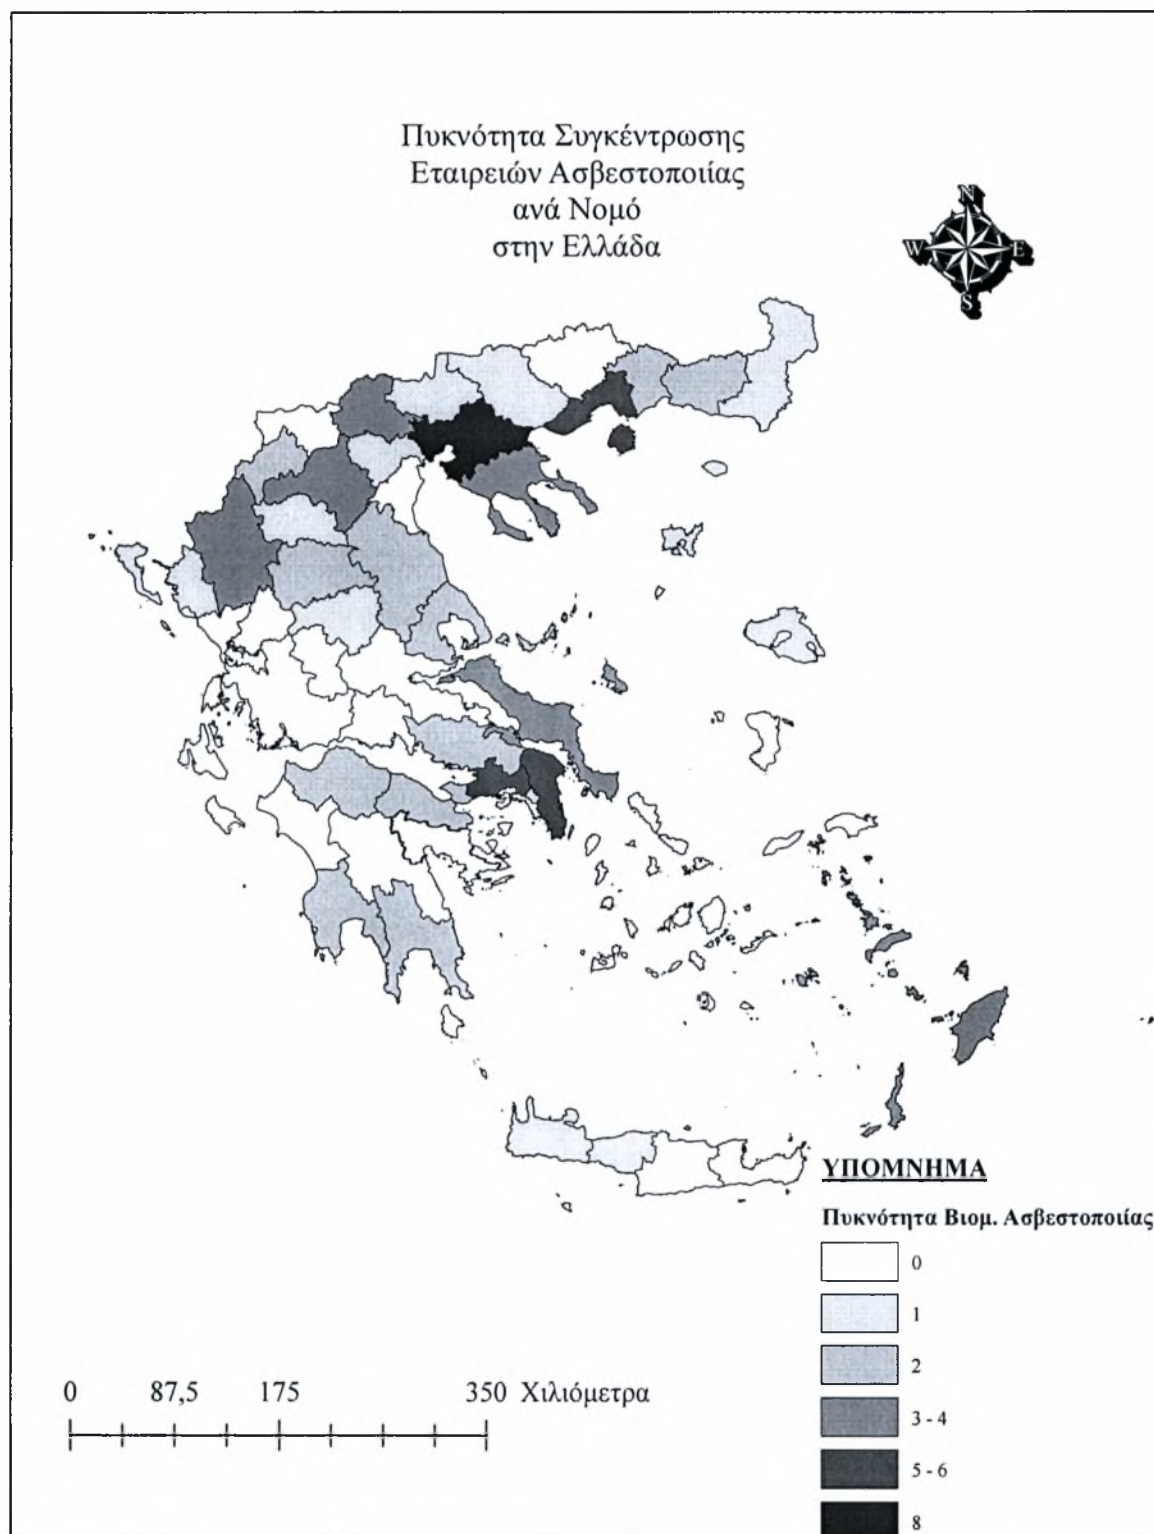 Πυκνότητα Συγκέντρωσης
Εταιρειών Ασβεστοποιίας
ανά Νομό
στην Ελλάδα
N
W E
S
ΥΠΟΜΝΗΜΑ
Πυκνότητα Βιομ. Ασβεστοποιίας
0
1
2
3 - 4
5 - 6
8
0 87,5 175 350 Χιλιόμετρα